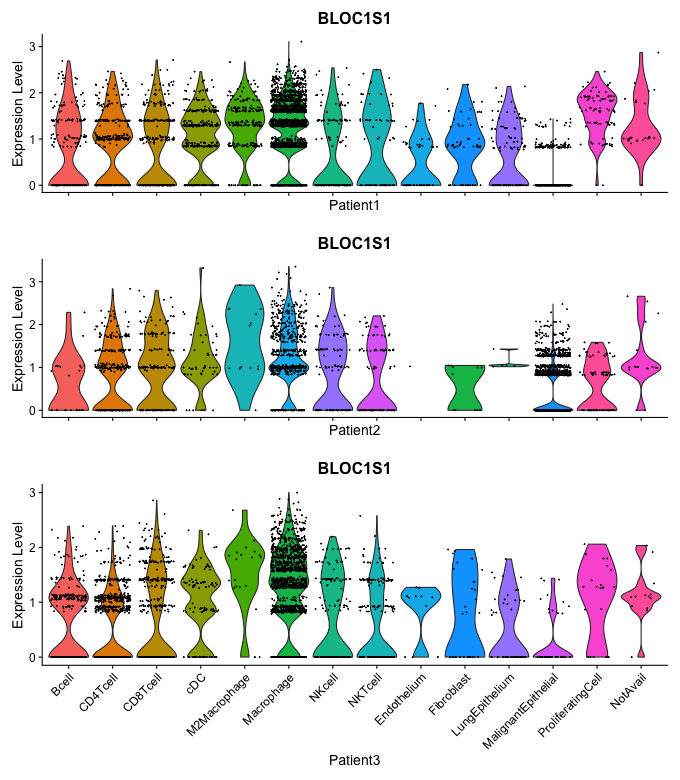 BLOC1S1
Expression Level
3
2
1
0
Patient1
BLOC1S1
Expression Level
3
2
1
0
Patient2
BLOC1S1
Expression Level
3
2
1
0
Bcell
CD4Tcell
CD8Tcell
cDC
M2Macrophage
Macrophage
NKcell
NKTcell
Endothelium
Fibroblast
LungEpithelium
MalignantEpithelial
ProliferatingCell
NotAvail
Patient3